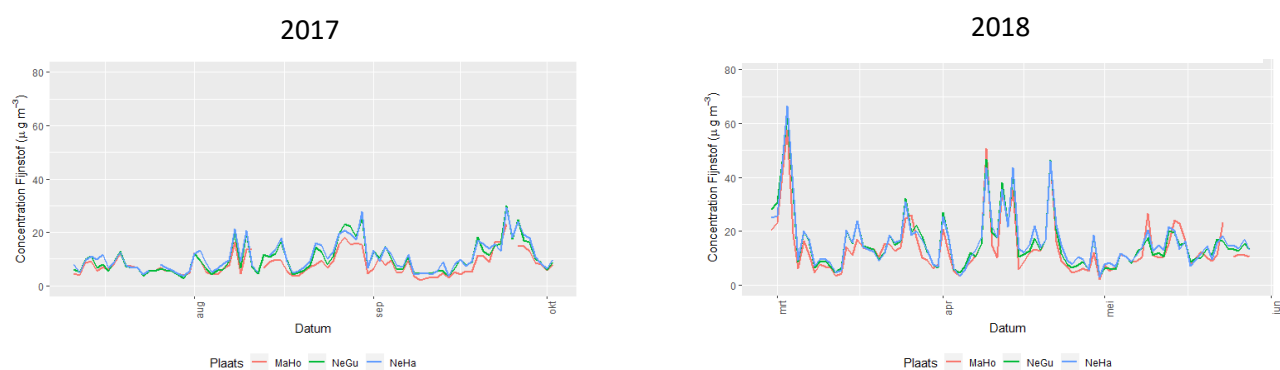 2017
Concentration Fijnstof (μ g m⁻³)
80
60
40
20
0
aug
sep
okt
Datum
Plaats MaHo NeGu NeHa
2018
Concentration Fijnstof (μ g m⁻³)
80
60
40
20
0
mrt
apr
mei
jun
Datum
Plaats MaHo NeGu NeHa